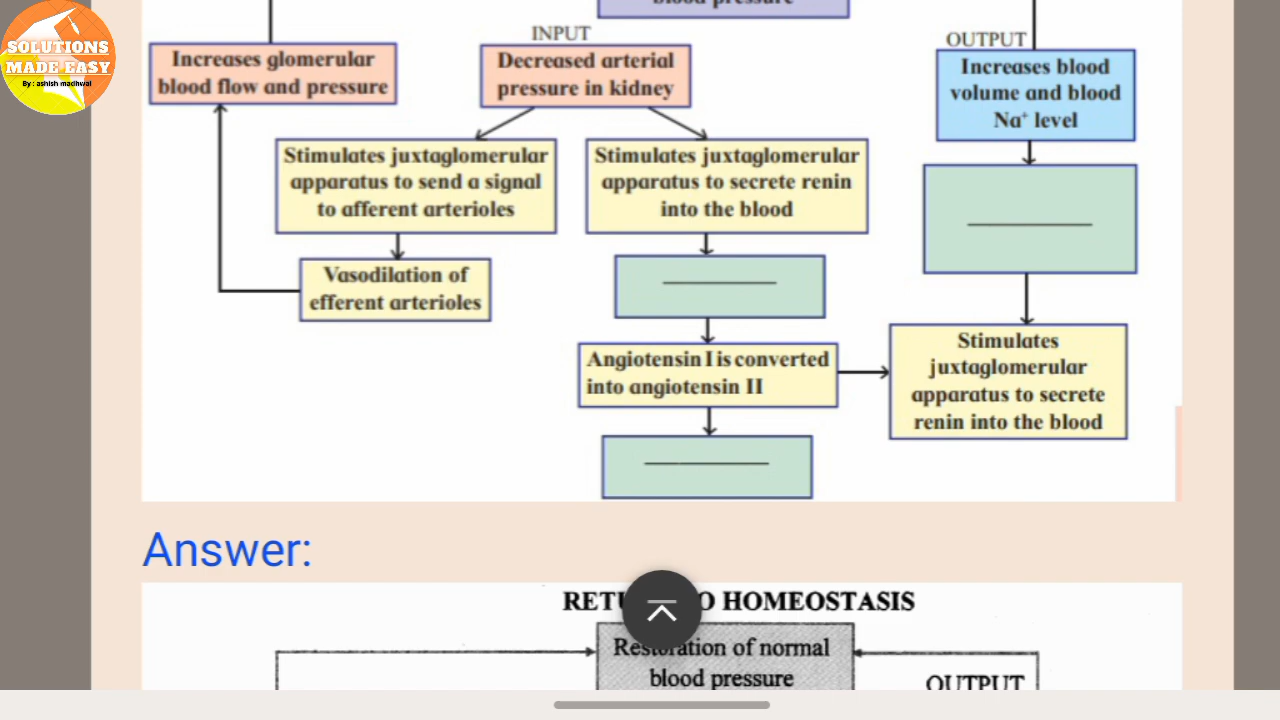 blood pressure
SOLUTIONS
MADE EASY
By : ashish madhwal
INPUT
OUTPUT
Increases glomerular
blood flow and pressure
Decreased arterial
pressure in kidney
Increases blood
volume and blood
Na⁺ level
Stimulates juxtaglomerular
apparatus to send a signal
to afferent arterioles
Stimulates juxtaglomerular
apparatus to secrete renin
into the blood
Vasodilation of
efferent arterioles
Angiotensin I is converted
into angiotensin II
Stimulates
juxtaglomerular
apparatus to secrete
renin into the blood
Answer:
HOMEOSTASIS
Restoration of normal
blood pressure
OUTPUT